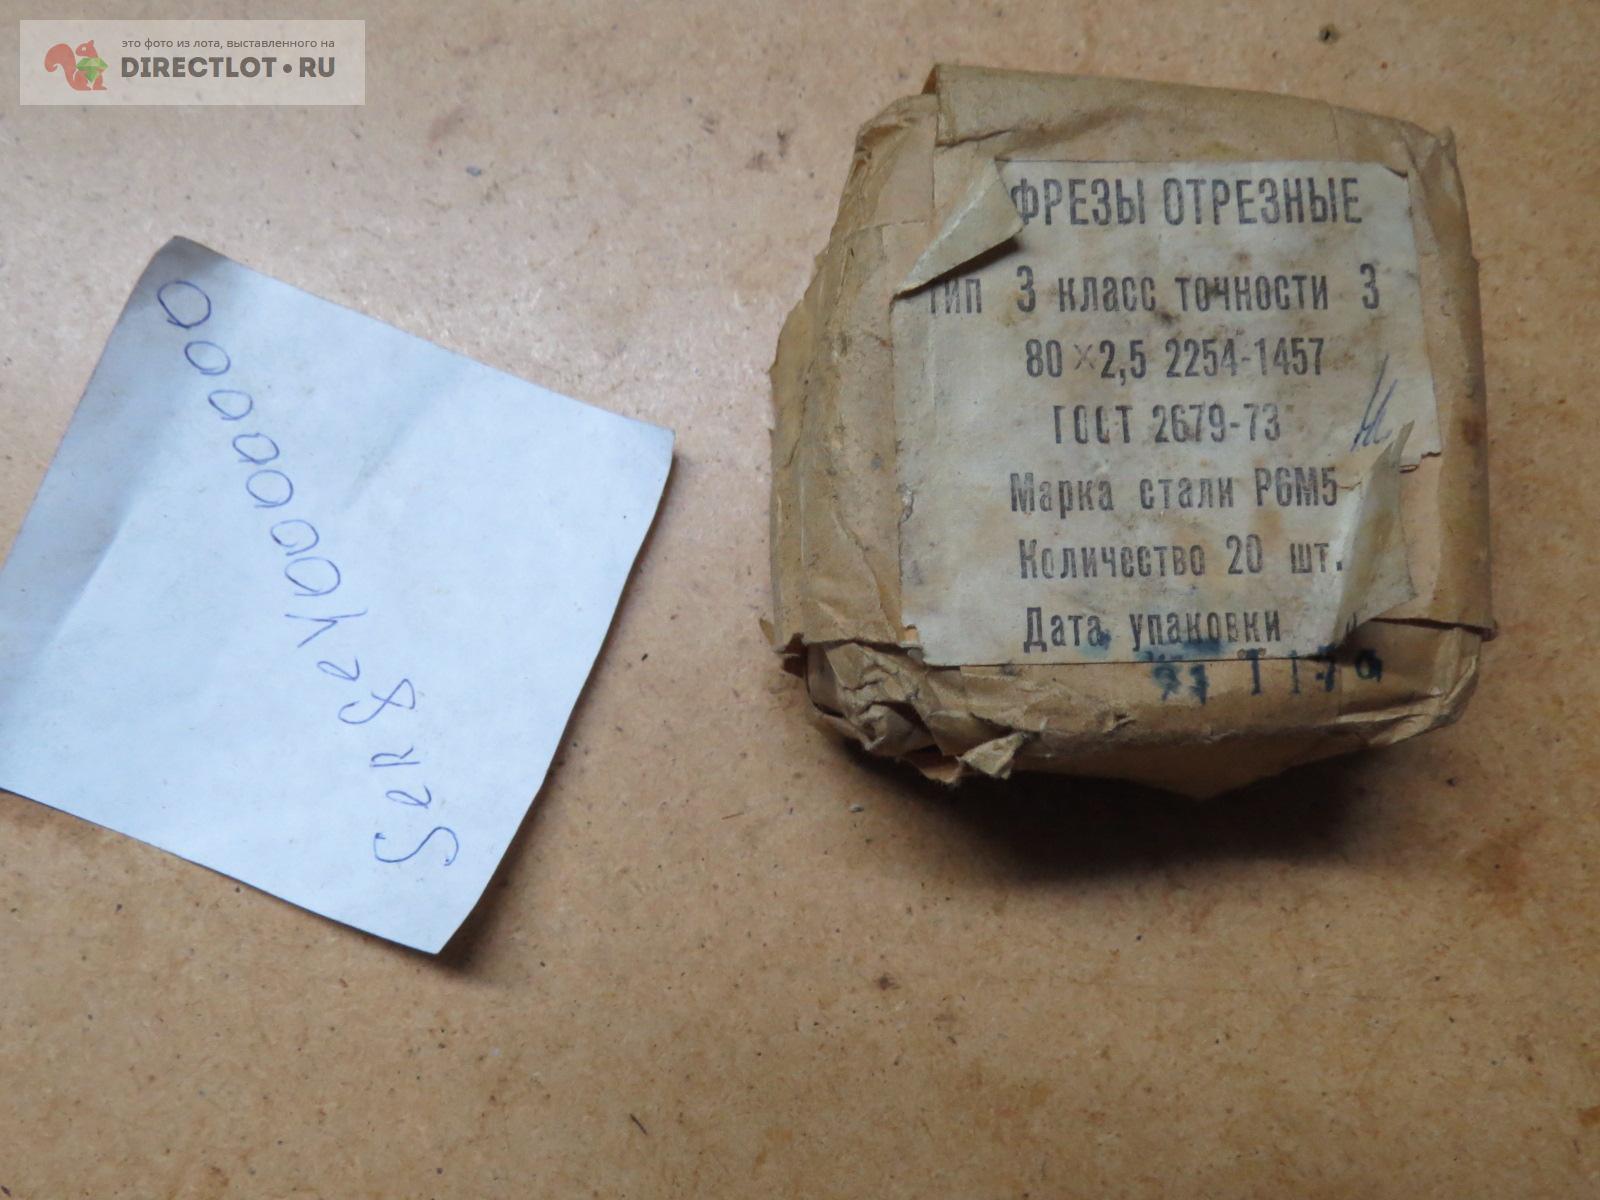 это фото из лота, выставленного на
DIRECTLOT•RU
ФРЕЗЫ ОТРЕЗНЫЕ
Тип 3 класс точности 3
80×2,5 2254-1457
ГОСТ 2679-73
Марка стали Р6М5
Количество 20 шт.
Дата упаковки